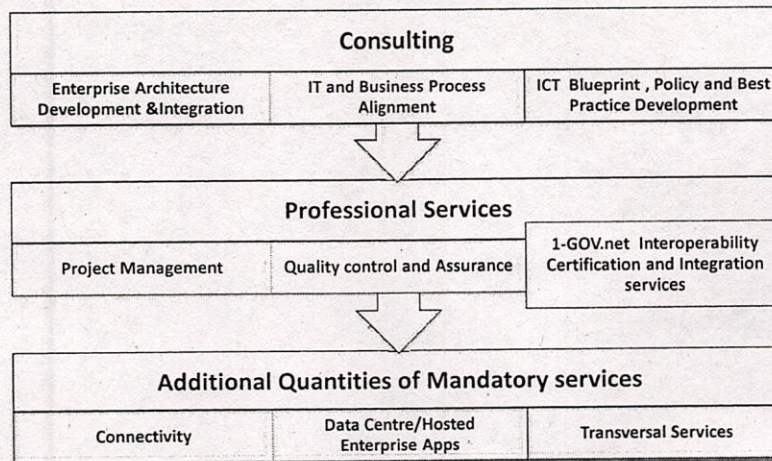 Consulting
Enterprise Architecture
Development &Integration
IT and Business Process
Alignment
ICT Blueprint , Policy and Best
Practice Development
Professional Services
Project Management
Quality control and Assurance
1-GOV.net Interoperability
Certification and Integration
services
Additional Quantities of Mandatory services
Connectivity
Data Centre/Hosted
Enterprise Apps
Transversal Services